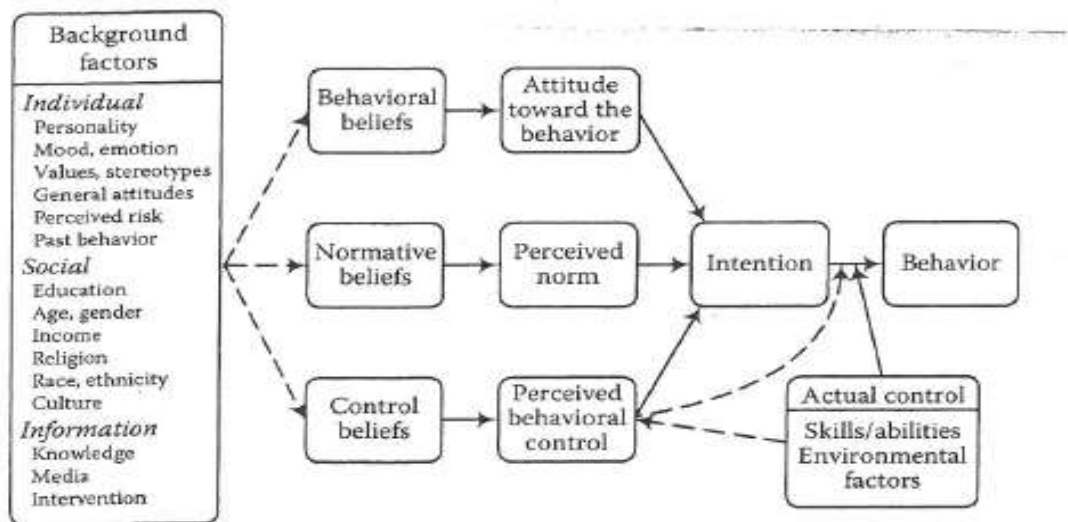 Background
factors
Individual
Personality
Mood, emotion
Values, stereotypes
General attitudes
Perceived risk
Past behavior
Social
Education
Age, gender
Income
Religion
Race, ethnicity
Culture
Information
Knowledge
Media
Intervention
Behavioral
beliefs
Attitude
toward the
behavior
Normative
beliefs
Perceived
norm
Intention
Behavior
Control
beliefs
Perceived
behavioral
control
Actual control
Skills/abilities
Environmental
factors